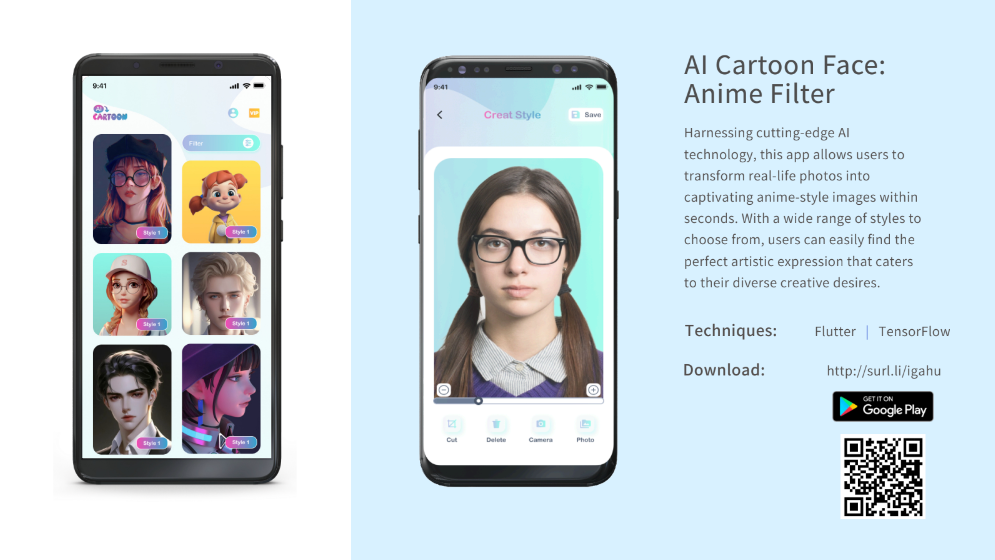 9:41
AI
CARTOON
VIP
Filter
Style 1
Style 1
Style 1
Style 1
Style 1
Style 1
9:41
Creat Style
Save
Cut
Delete
Camera
Photo
AI Cartoon Face:
Anime Filter
Harnessing cutting-edge AI
technology, this app allows users to
transform real-life photos into
captivating anime-style images within
seconds. With a wide range of styles to
choose from, users can easily find the
perfect artistic expression that caters
to their diverse creative desires.
Techniques: Flutter | TensorFlow
Download: http://surl.li/igahu
GET IT ON
Google Play